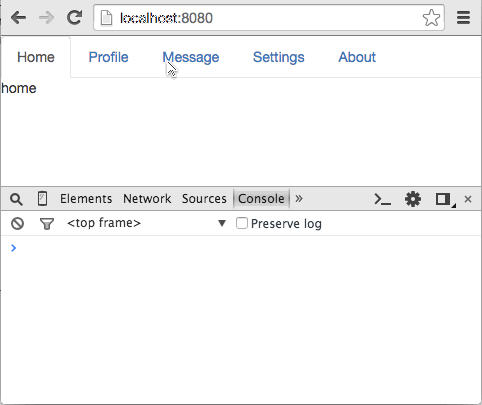 localhost:8080
Home Profile Message Settings About
home
Elements Network Sources Console »
<top frame> Preserve log